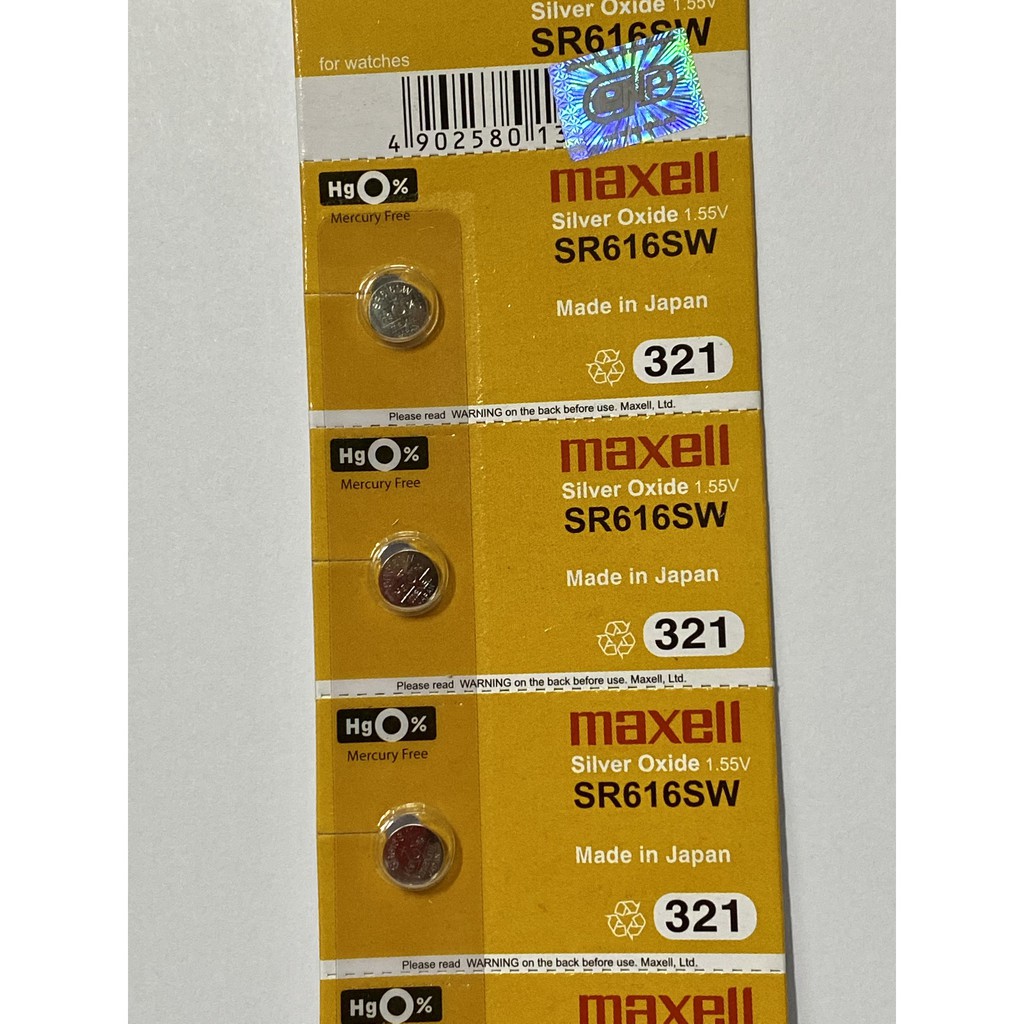 Silver Oxide 1.55V
SR616SW
for watches
4 902580 13
Hg0%
Mercury Free
maxell
Silver Oxide 1.55V
SR616SW
Made in Japan
321
Please read WARNING on the back before use. Maxell, Ltd.
Hg0%
Mercury Free
maxell
Silver Oxide 1.55V
SR616SW
Made in Japan
321
Please read WARNING on the back before use. Maxell, Ltd.
Hg0%
Mercury Free
maxell
Silver Oxide 1.55V
SR616SW
Made in Japan
321
Please read WARNING on the back before use. Maxell, Ltd.
Hg0%
maxell